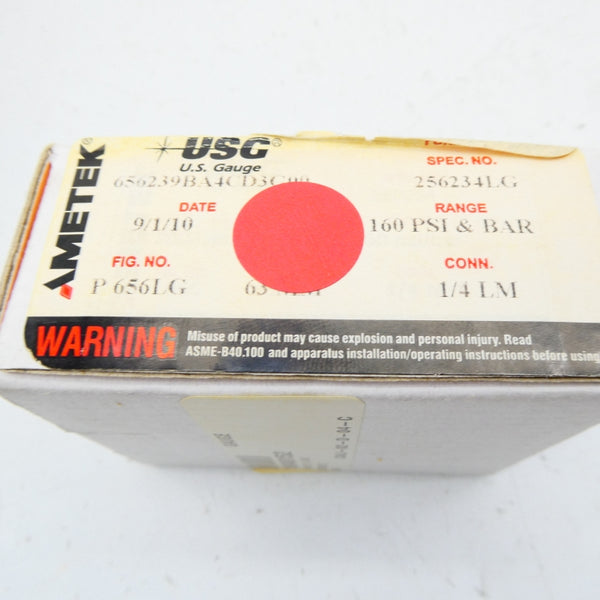 AMETEK®
USG®
U.S. Gauge
SPEC. NO.
256234LG
DATE
RANGE
9/1/10
160 PSI & BAR
FIG. NO.
CONN.
P 656LG
63
1/4 LM
WARNING
Misuse of product may cause explosion and personal injury. Read
ASME-B40.100 and apparatus installation/operating instructions before using